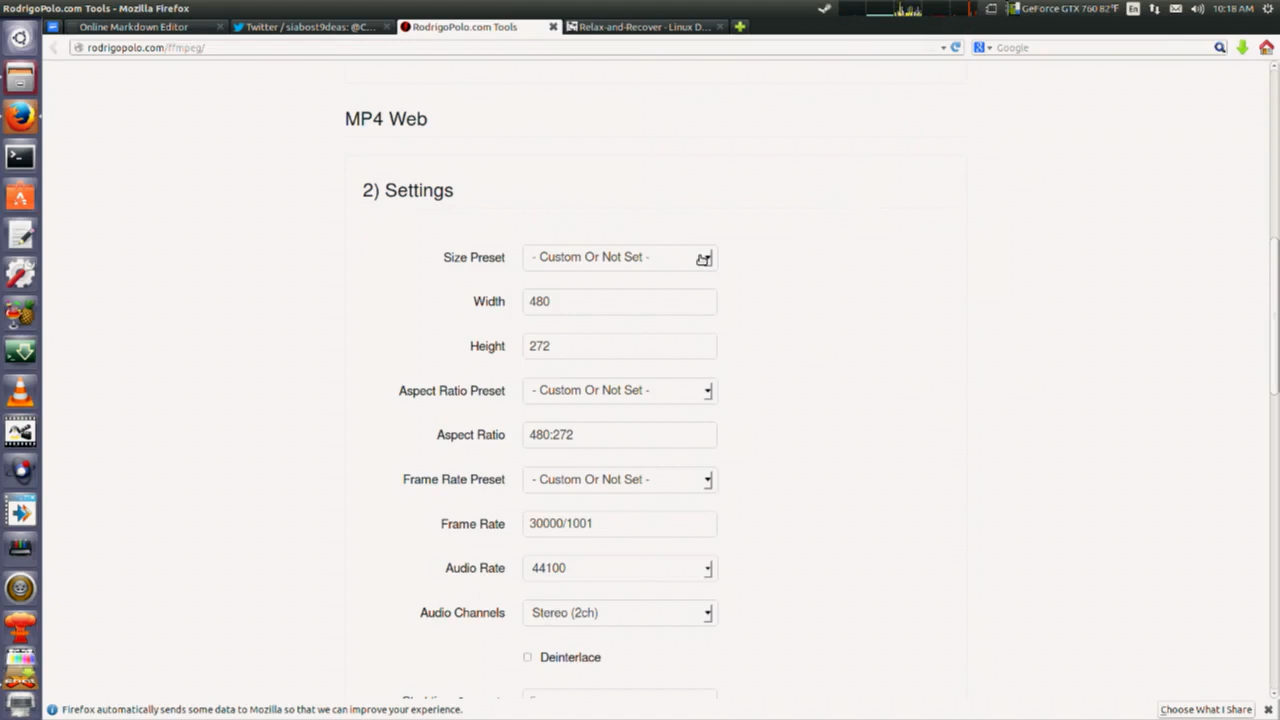 RodrigoPolo.com Tools - Mozilla Firefox
GeForce GTX 760 82°F En 10:18 AM
Online Markdown Editor
Twitter / siabost9deas: @C...
RodrigoPolo.com Tools
Relax-and-Recover - Linux D...
rodrigopolo.com/ffmpeg/
Google
MP4 Web
2) Settings
Size Preset - Custom Or Not Set -
Width 480
Height 272
Aspect Ratio Preset - Custom Or Not Set -
Aspect Ratio 480:272
Frame Rate Preset - Custom Or Not Set -
Frame Rate 30000/1001
Audio Rate 44100
Audio Channels Stereo (2ch)
Deinterlace
Firefox automatically sends some data to Mozilla so that we can improve your experience.
Choose What I Share